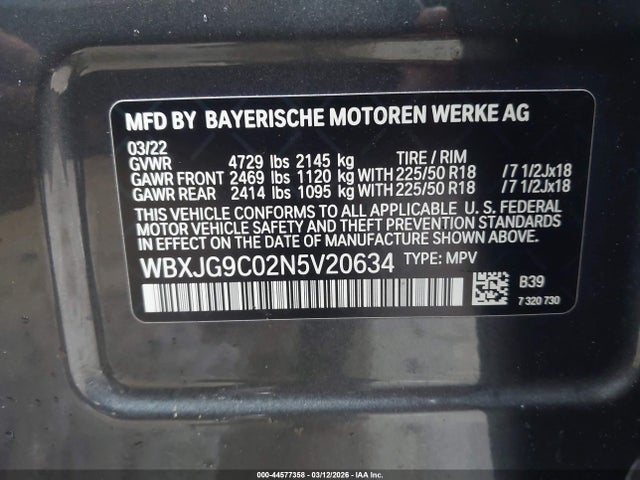 MFD BY BAYERISCHE MOTOREN WERKE AG
03/22
GVWR 4729 lbs 2145 kg TIRE / RIM
GAWR FRONT 2469 lbs 1120 kg WITH 225/50 R18 /7 1/2Jx18
GAWR REAR 2414 lbs 1095 kg WITH 225/50 R18 /7 1/2Jx18
THIS VEHICLE CONFORMS TO ALL APPLICABLE U. S. FEDERAL
MOTOR VEHICLE SAFETY AND THEFT PREVENTION STANDARDS
IN EFFECT ON THE DATE OF MANUFACTURE SHOWN ABOVE.
WBXJG9C02N5V20634 TYPE: MPV
B39
7 320 730
000-44577358 - 03/12/2026 - IAA Inc.